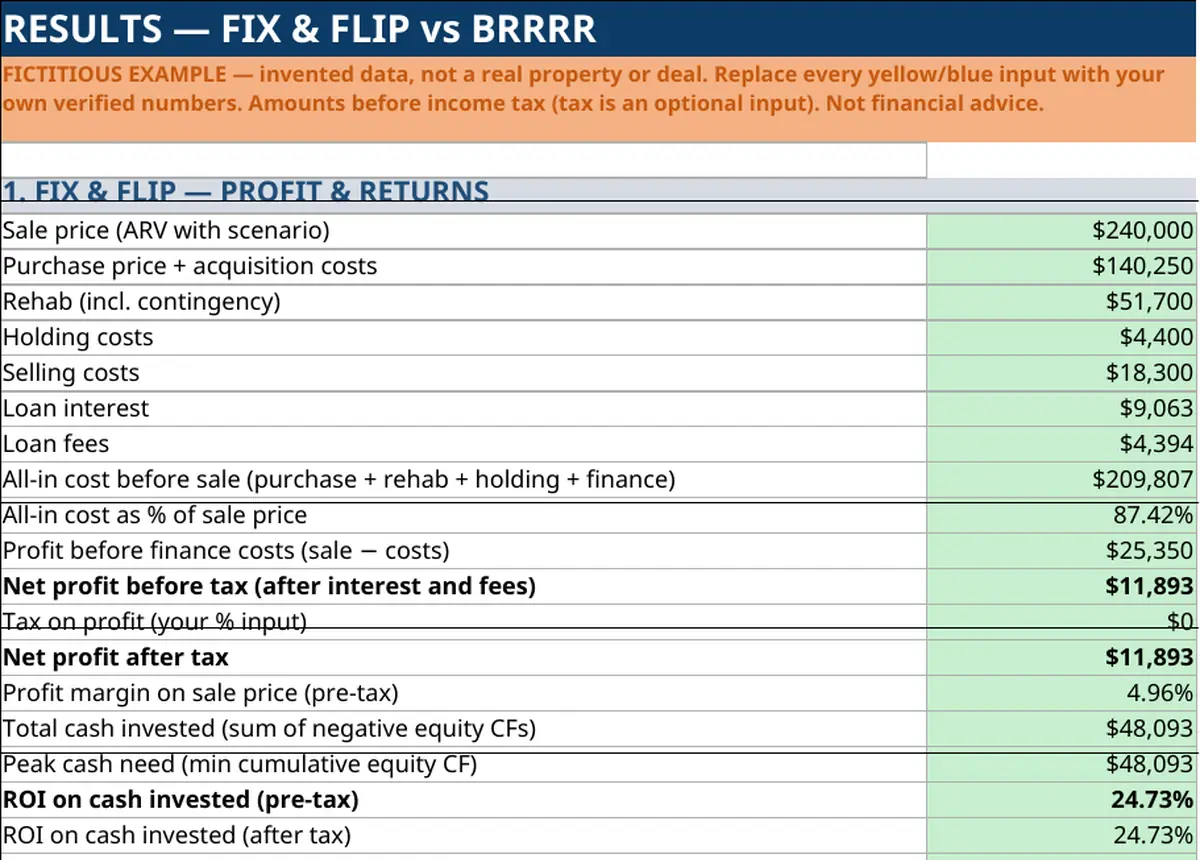 RESULTS — FIX & FLIP vs BRRRR
FICTITIOUS EXAMPLE — invented data, not a real property or deal. Replace every yellow/blue input with your
own verified numbers. Amounts before income tax (tax is an optional input). Not financial advice.
1. FIX & FLIP — PROFIT & RETURNS
Sale price (ARV with scenario) $240,000
Purchase price + acquisition costs $140,250
Rehab (incl. contingency) $51,700
Holding costs $4,400
Selling costs $18,300
Loan interest $9,063
Loan fees $4,394
All-in cost before sale (purchase + rehab + holding + finance) $209,807
All-in cost as % of sale price 87.42%
Profit before finance costs (sale − costs) $25,350
Net profit before tax (after interest and fees) $11,893
Tax on profit (your % input) $0
Net profit after tax $11,893
Profit margin on sale price (pre-tax) 4.96%
Total cash invested (sum of negative equity CFs) $48,093
Peak cash need (min cumulative equity CF) $48,093
ROI on cash invested (pre-tax) 24.73%
ROI on cash invested (after tax) 24.73%